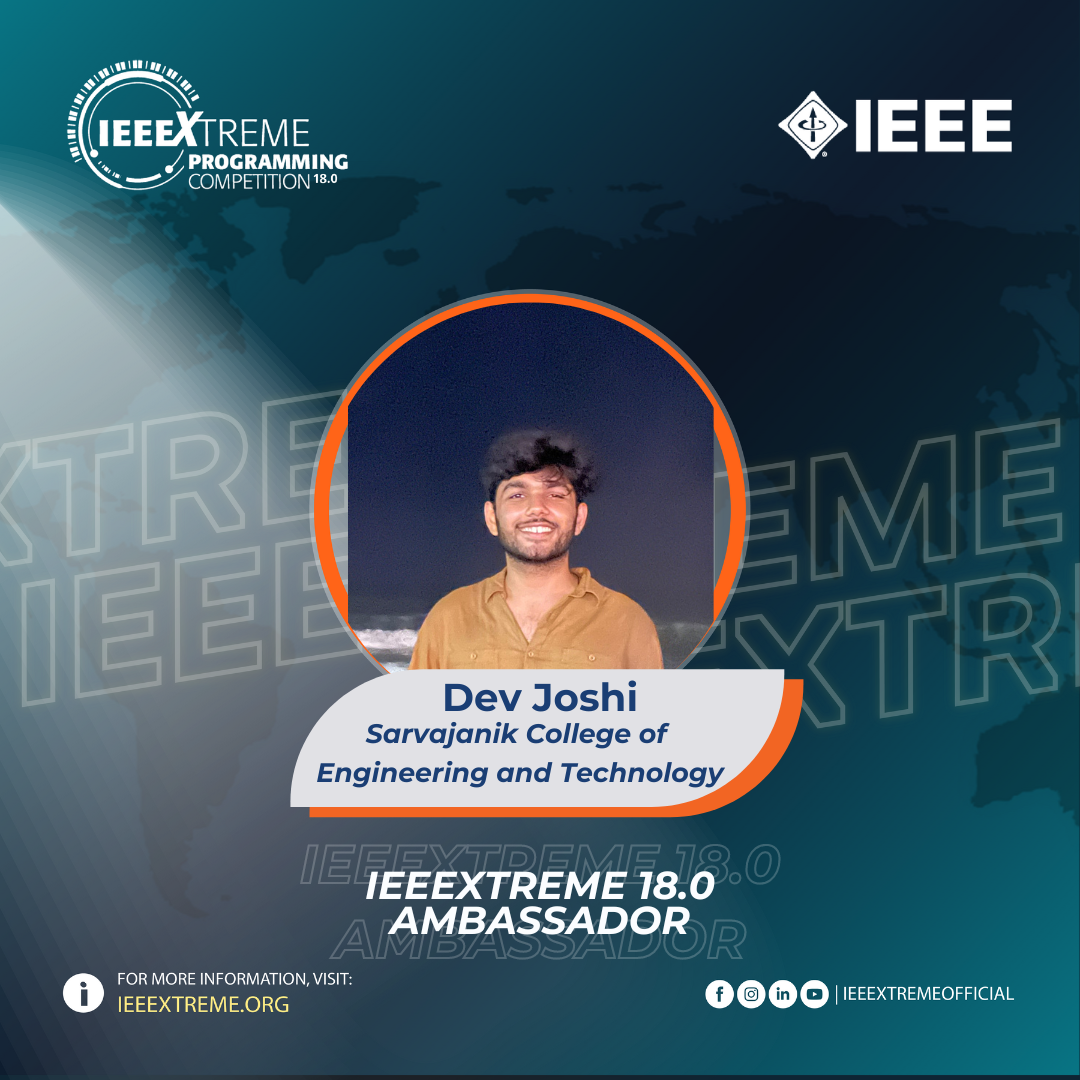 IEEEXTREME
PROGRAMMING
COMPETITION 18.0
IEEE
XTRE
EME
IEEE
EXTR
Dev Joshi
Sarvajanik College of
Engineering and Technology
IEEEXTREME 18.0
IEEEXTREME 18.0
AMBASSADOR
AMBASSADOR
FOR MORE INFORMATION, VISIT:
IEEEXTREME.ORG
| IEEEXTREMEOFFICIAL